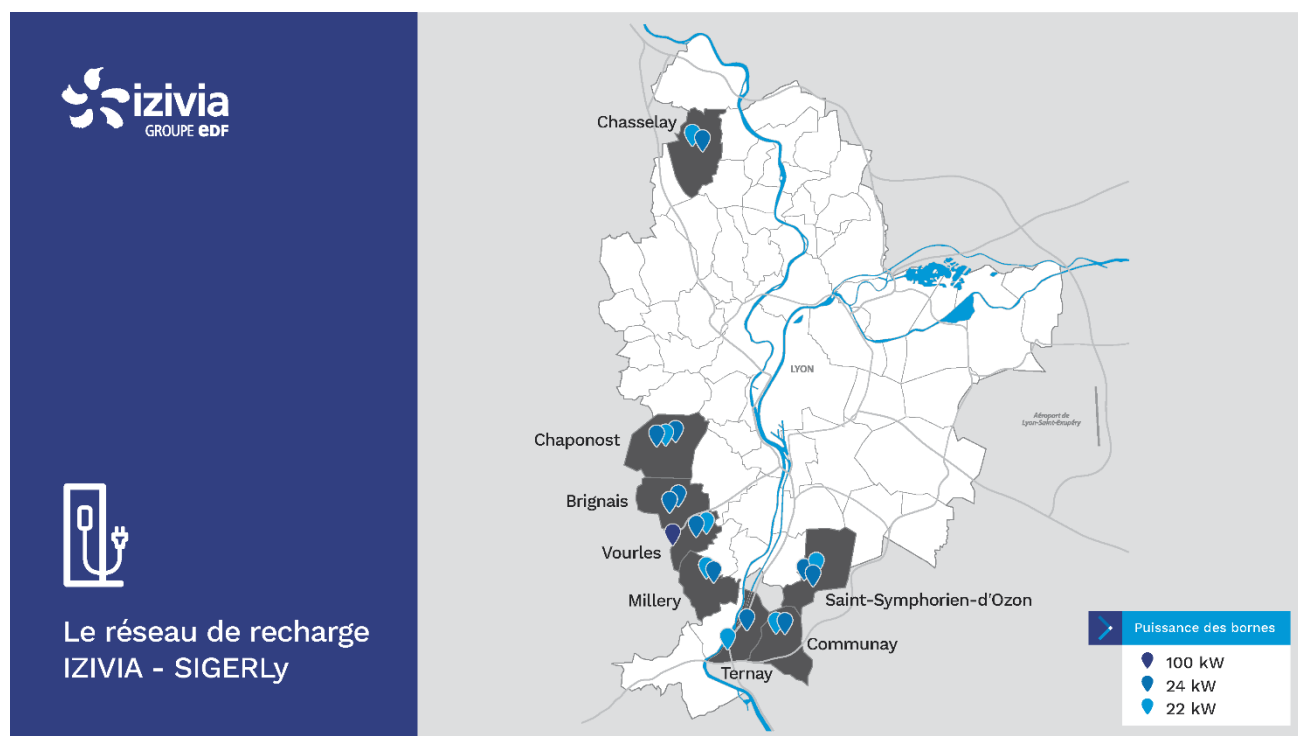 izivia
GROUPE eDF
Le réseau de recharge
IZIVIA - SIGERLy
Chasselay
LYON
Aéroport de
Lyon-Saint-Exupéry
Chaponost
Brignais
Vourles
Millery
Saint-Symphorien-d'Ozon
Communay
Ternay
Puissance des bornes
100 kW
24 kW
22 kW